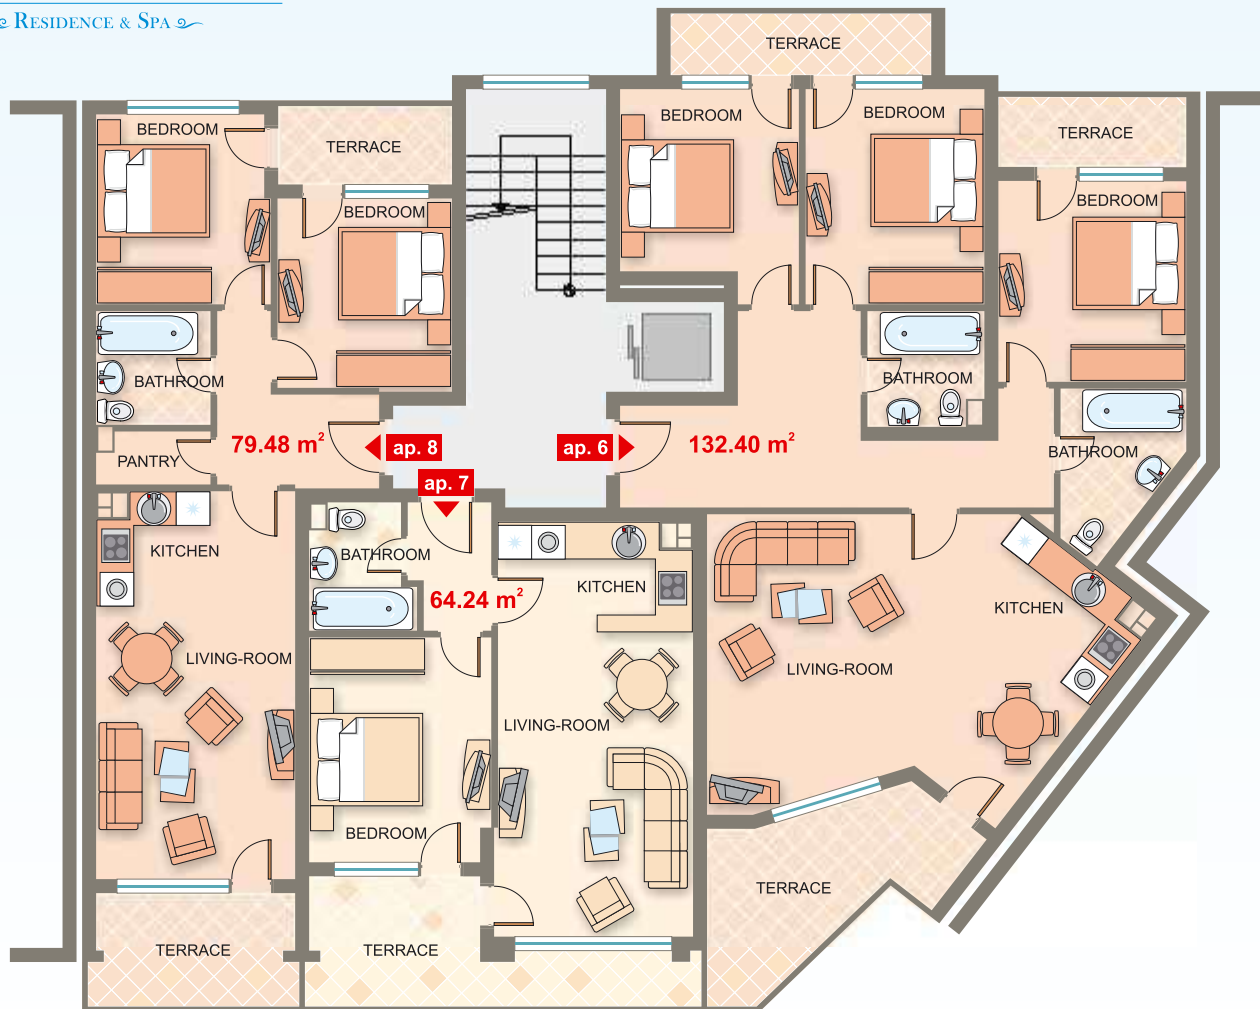 RESIDENCE & SPA
TERRACE
BEDROOM
TERRACE
BEDROOM
BEDROOM
BEDROOM
TERRACE
BEDROOM
BEDROOM
BATHROOM
BATHROOM
79.48 m²
ap. 8
ap. 6
132.40 m²
BATHROOM
PANTRY
ap. 7
KITCHEN
BATHROOM
64.24 m²
KITCHEN
KITCHEN
LIVING-ROOM
LIVING-ROOM
LIVING-ROOM
BEDROOM
TERRACE
TERRACE
TERRACE